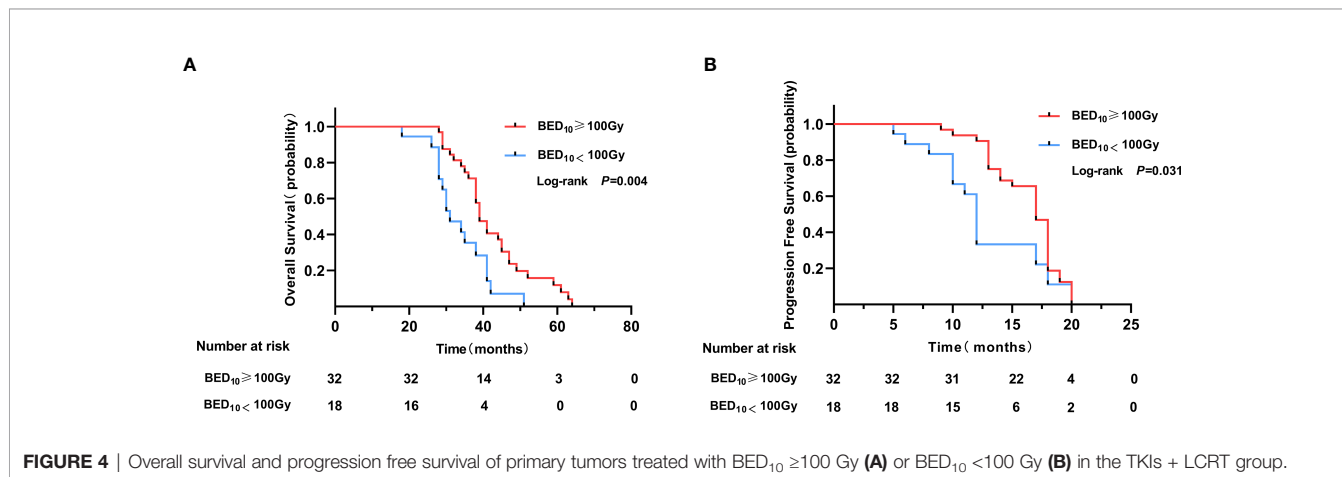 A
Overall Survival( probability)
1.0
0.8
0.6
0.4
0.2
0 20 40 60 80
Time(months)
BED10≥100Gy
BED10< 100Gy
Log-rank P=0.004
Number at risk
BED10≥100Gy 32 32 14 3 0
BED10< 100Gy 18 16 4 0 0
B
Progression Free Survival (probability)
1.0
0.8
0.6
0.4
0.2
0 5 10 15 20 25
Time( months)
BED10≥100Gy
BED10< 100Gy
Log-rank P=0.031
Number at risk
BED10≥100Gy 32 32 31 22 4 0
BED10< 100Gy 18 18 15 6 2 0
FIGURE 4 | Overall survival and progression free survival of primary tumors treated with BED10 ≥100 Gy (A) or BED10 <100 Gy (B) in the TKIs + LCRT group.